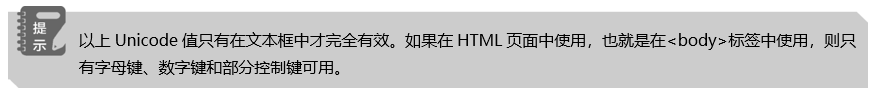 提示
以上 Unicode 值只有在文本框中才完全有效。如果在 HTML 页面中使用，也就是在<body>标签中使用，则只
有字母键、数字键和部分控制键可用。